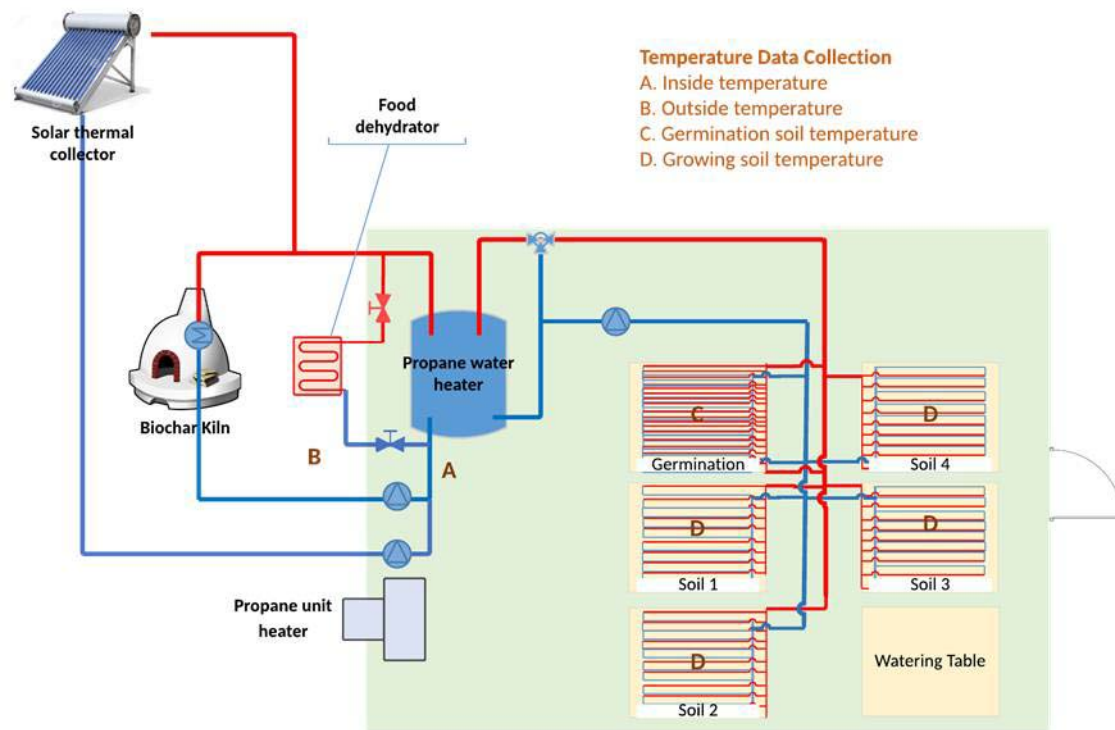 Temperature Data Collection
A. Inside temperature
B. Outside temperature
C. Germination soil temperature
D. Growing soil temperature
Solar thermal
collector
Food
dehydrator
Propane water
heater
Biochar Kiln
B
A
C
Germination
D
Soil 4
D
Soil 1
D
Soil 3
Propane unit
heater
D
Soil 2
Watering Table